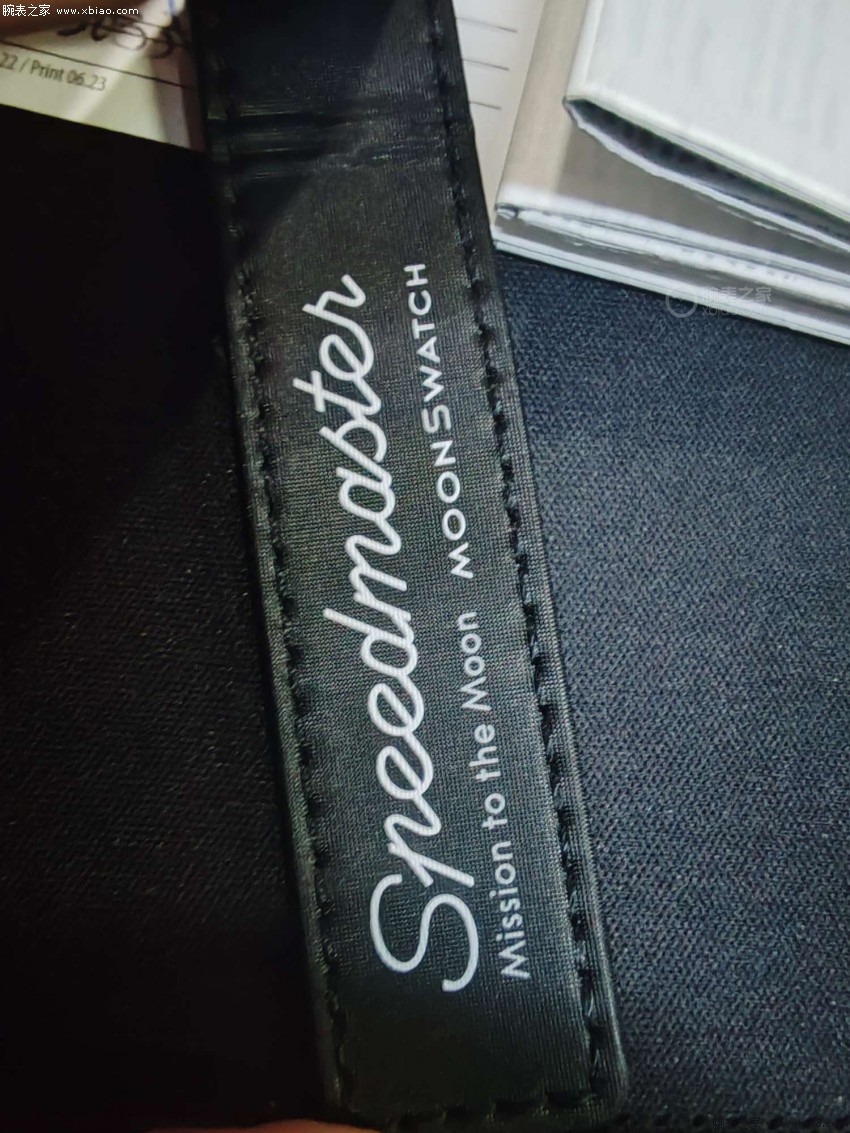 腕表之家 www.xbiao.com
22 / Print 06.23
Speedmaster
MOONSWATCH
Mission to the Moon
腕表之家